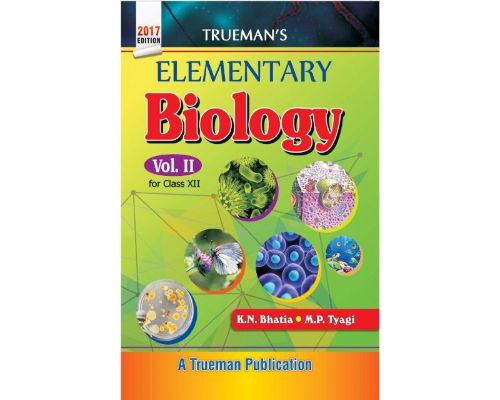 2017
EDITION
TRUEMAN'S
ELEMENTARY
Biology
Vol. II
for Class XII
K.N. Bhatia • M.P. Tyagi
A Trueman Publication